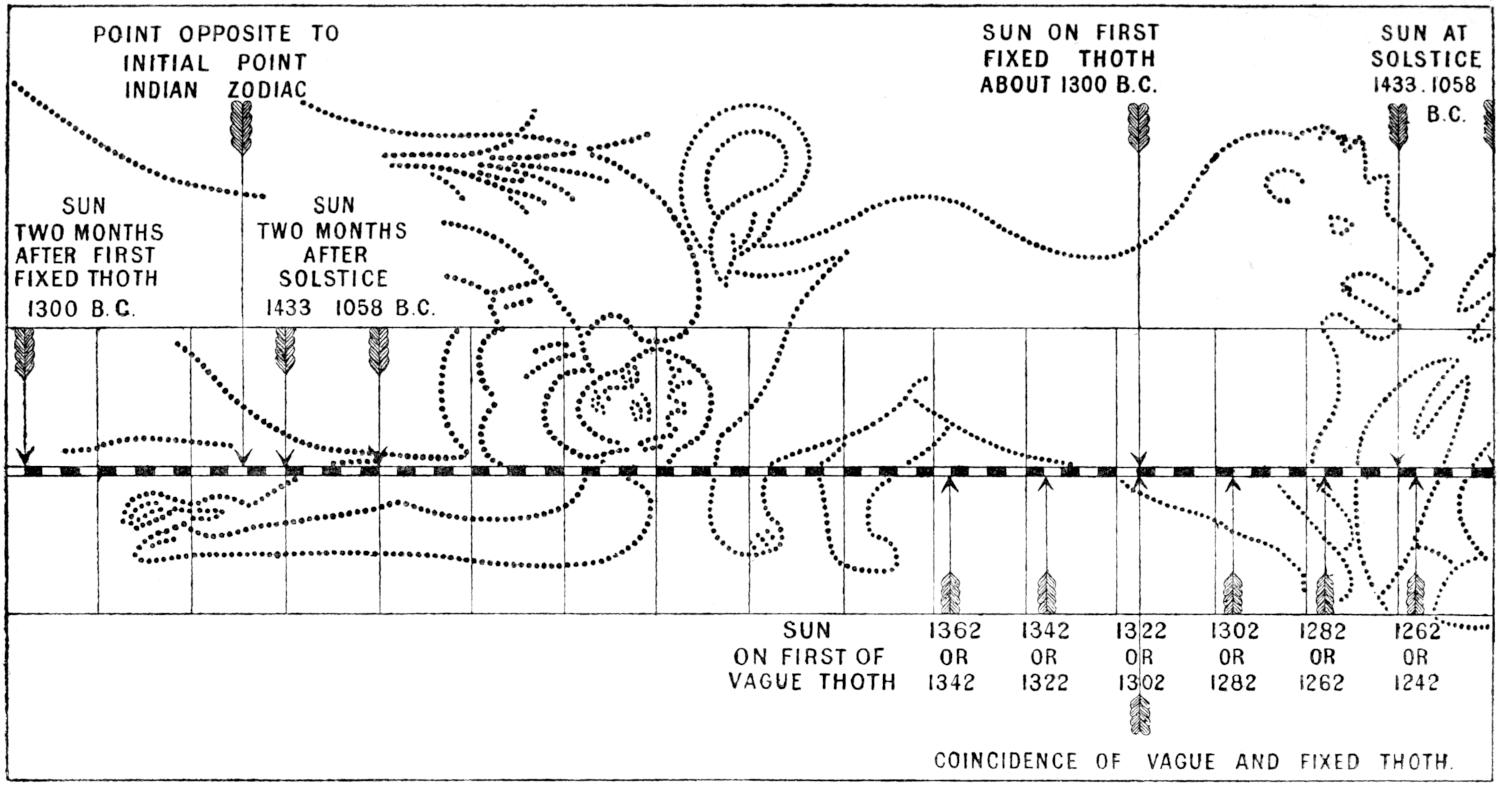 POINT OPPOSITE TO
INITIAL POINT
INDIAN ZODIAC
SUN ON FIRST
FIXED THOTH
ABOUT 1300 B.C.
SUN AT
SOLSTICE
1433.1058
B.C.
SUN
TWO MONTHS
AFTER FIRST
FIXED THOTH
1300 B.C.
SUN
TWO MONTHS
AFTER
SOLSTICE
1433 1058 B.C.
SUN
ON FIRST OF
VAGUE THOTH
1362
OR
1342
1342
OR
1322
1322
OR
1302
1302
OR
1282
1282
OR
1262
1262
OR
1242
COINCIDENCE OF VAGUE AND FIXED THOTH.